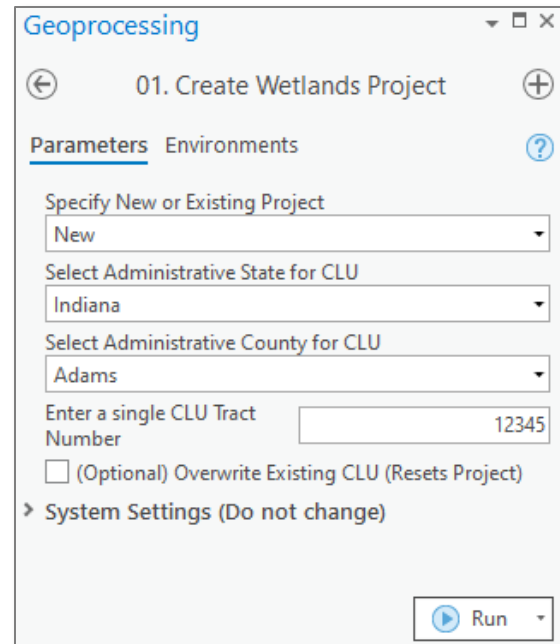 Geoprocessing
01. Create Wetlands Project
Parameters Environments
Specify New or Existing Project
New
Select Administrative State for CLU
Indiana
Select Administrative County for CLU
Adams
Enter a single CLU Tract
Number
12345
(Optional) Overwrite Existing CLU (Resets Project)
System Settings (Do not change)
Run